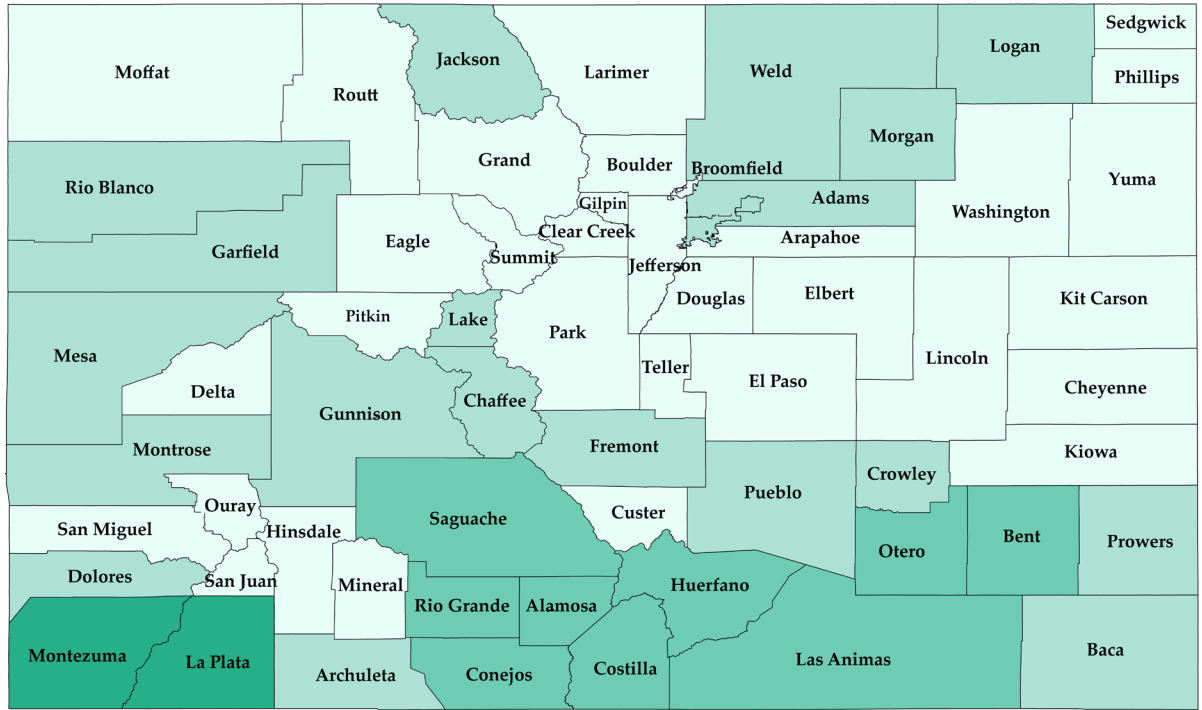 Sedgwick
Logan
Jackson
Moffat
Larimer
Weld
Phillips
Routt
Morgan
Grand
Boulder
Broomfield
Yuma
Rio Blanco
Adams
Gilpin
Washington
Clear Creek
Arapahoe
Eagle
Garfield
Summit
Jefferson
Elbert
Douglas
Kit Carson
Pitkin
Lake
Park
Mesa
Lincoln
Teller
El Paso
Cheyenne
Delta
Chaffee
Gunnison
Fremont
Montrose
Kiowa
Crowley
Pueblo
Ouray
Custer
Saguache
San Miguel
Hinsdale
Bent
Prowers
Otero
Dolores
San Juan
Mineral
Huerfano
Rio Grande
Alamosa
Montezuma
La Plata
Las Animas
Baca
Costilla
Archuleta
Conejos